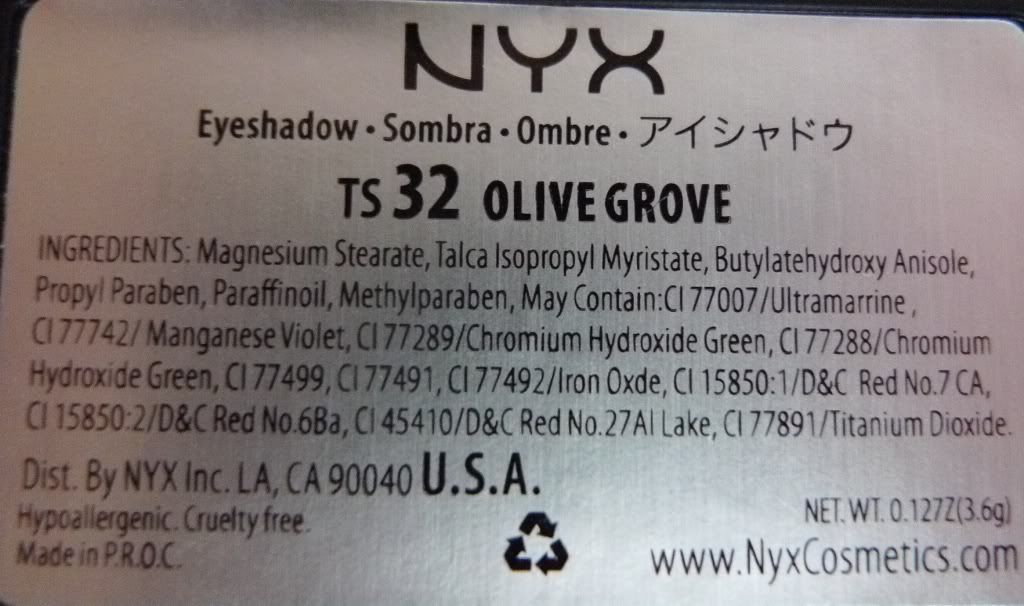 NYX
Eyeshadow • Sombra • Ombre • アイシャドウ
TS 32 OLIVE GROVE
INGREDIENTS: Magnesium Stearate, Talca Isopropyl Myristate, Butylatehydroxy Anisole,
Propyl Paraben, Paraffinoil, Methylparaben, May Contain:CI 77007/Ultramarrine ,
CI 77742/ Manganese Violet, CI 77289/Chromium Hydroxide Green, CI 77288/Chromium
Hydroxide Green, CI 77499, CI 77491, CI 77492/Iron Oxde, CI 15850:1/D&C Red No.7 CA,
CI 15850:2/D&C Red No.6Ba, CI 45410/D&C Red No.27Al Lake, CI 77891/Titanium Dioxide.
Dist. By NYX Inc. LA, CA 90040 U.S.A.
Hypoallergenic. Cruelty free.
Made in P.R.O.C.
NET. WT. 0.127Z(3.6g)
www.NyxCosmetics.com